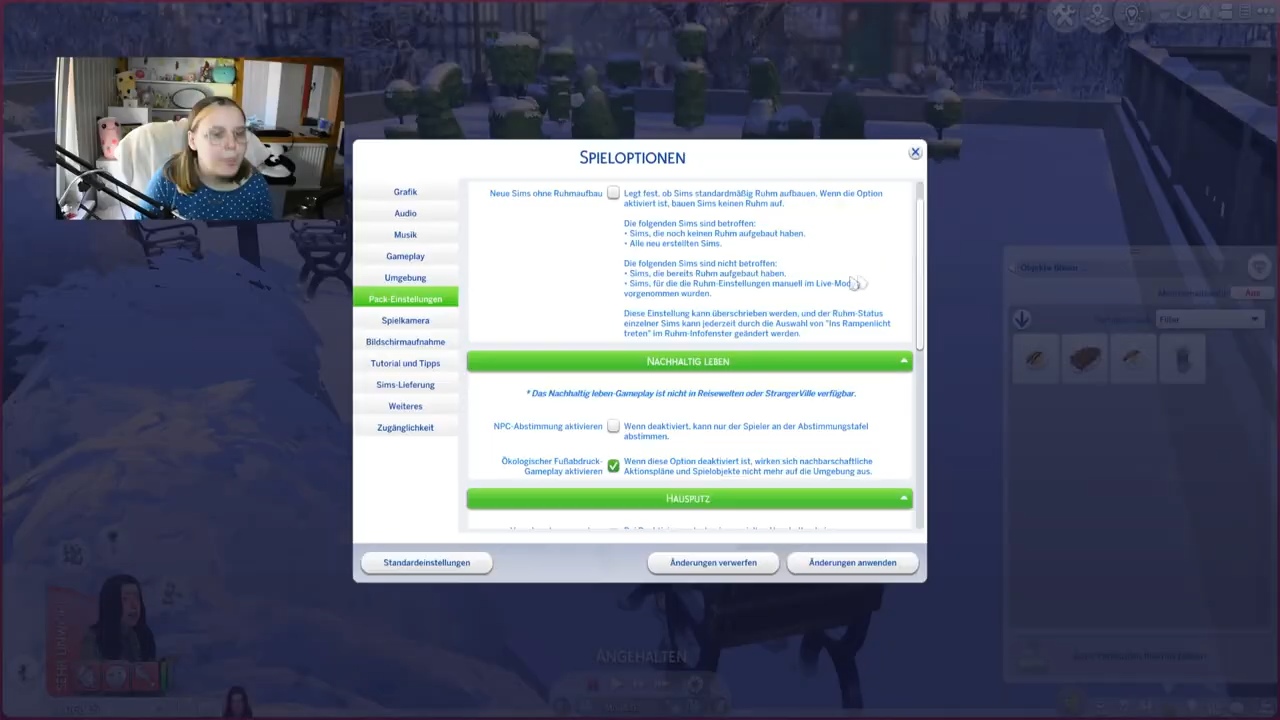 SPIELOPTIONEN
Grafik
Audio
Musik
Gameplay
Umgebung
Pack-Einstellungen
Spielkamera
Bildschirmaufnahme
Tutorial und Tipps
Sims-Lieferung
Weiteres
Zugänglichkeit
Neue Sims ohne Ruhmaufbau
Legt fest, ob Sims standardmäßig Ruhm aufbauen. Wenn die Option
aktiviert ist, bauen Sims keinen Ruhm auf.
Die folgenden Sims sind betroffen:
• Sims, die noch keinen Ruhm aufgebaut haben.
• Alle neu erstellten Sims.
Die folgenden Sims sind nicht betroffen:
• Sims, die bereits Ruhm aufgebaut haben.
• Sims, für die die Ruhm-Einstellungen manuell im Live-Mod
vorgenommen wurden.
Diese Einstellung kann überschrieben werden, und der Ruhm-Status
einzelner Sims kann jederzeit durch die Auswahl von "Ins Rampenlicht
treten" im Ruhm-Infofenster geändert werden.
NACHHALTIG LEBEN
* Das Nachhaltig leben-Gameplay ist nicht in Reisewelten oder StrangerVille verfügbar.
NPC-Abstimmung aktivieren
Wenn deaktiviert, kann nur der Spieler an der Abstimmungstafel
abstimmen.
Ökologischer Fußabdruck-
Gameplay aktivieren
Wenn diese Option deaktiviert ist, wirken sich nachbarschaftliche
Aktionspläne und Spielobjekte nicht mehr auf die Umgebung aus.
HAUSPUTZ
Standardeinstellungen
Änderungen verwerfen
Änderungen anwenden
Filter
Aus
ANGEHALTEN